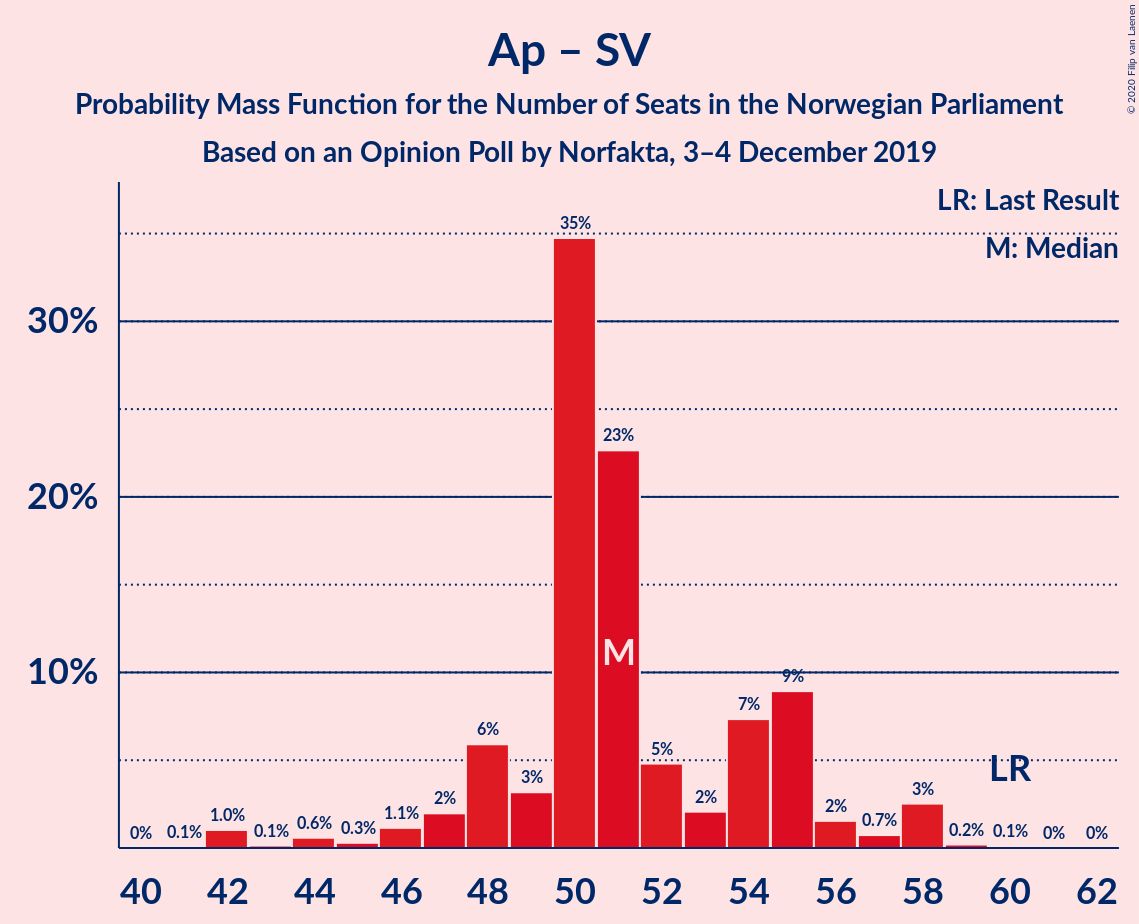 © 2020 Filip van Laenen
Ap – SV
Probability Mass Function for the Number of Seats in the Norwegian Parliament
Based on an Opinion Poll by Norfakta, 3–4 December 2019
LR: Last Result
M: Median
30%
20%
10%
0% 0.1% 1.0% 0.1% 0.6% 0.3% 1.1% 2% 6% 3% 35% 23% 5% 2% 7% 9% 2% 0.7% 3% 0.2% 0.1% 0% 0%
M
LR
40 42 44 46 48 50 52 54 56 58 60 62